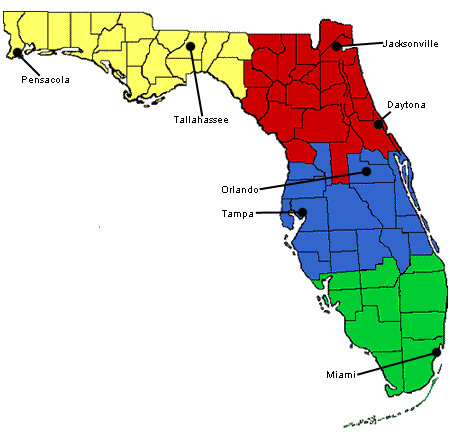 Jacksonville
Pensacola
Daytona
Tallahassee
Orlando
Tampa
Miami